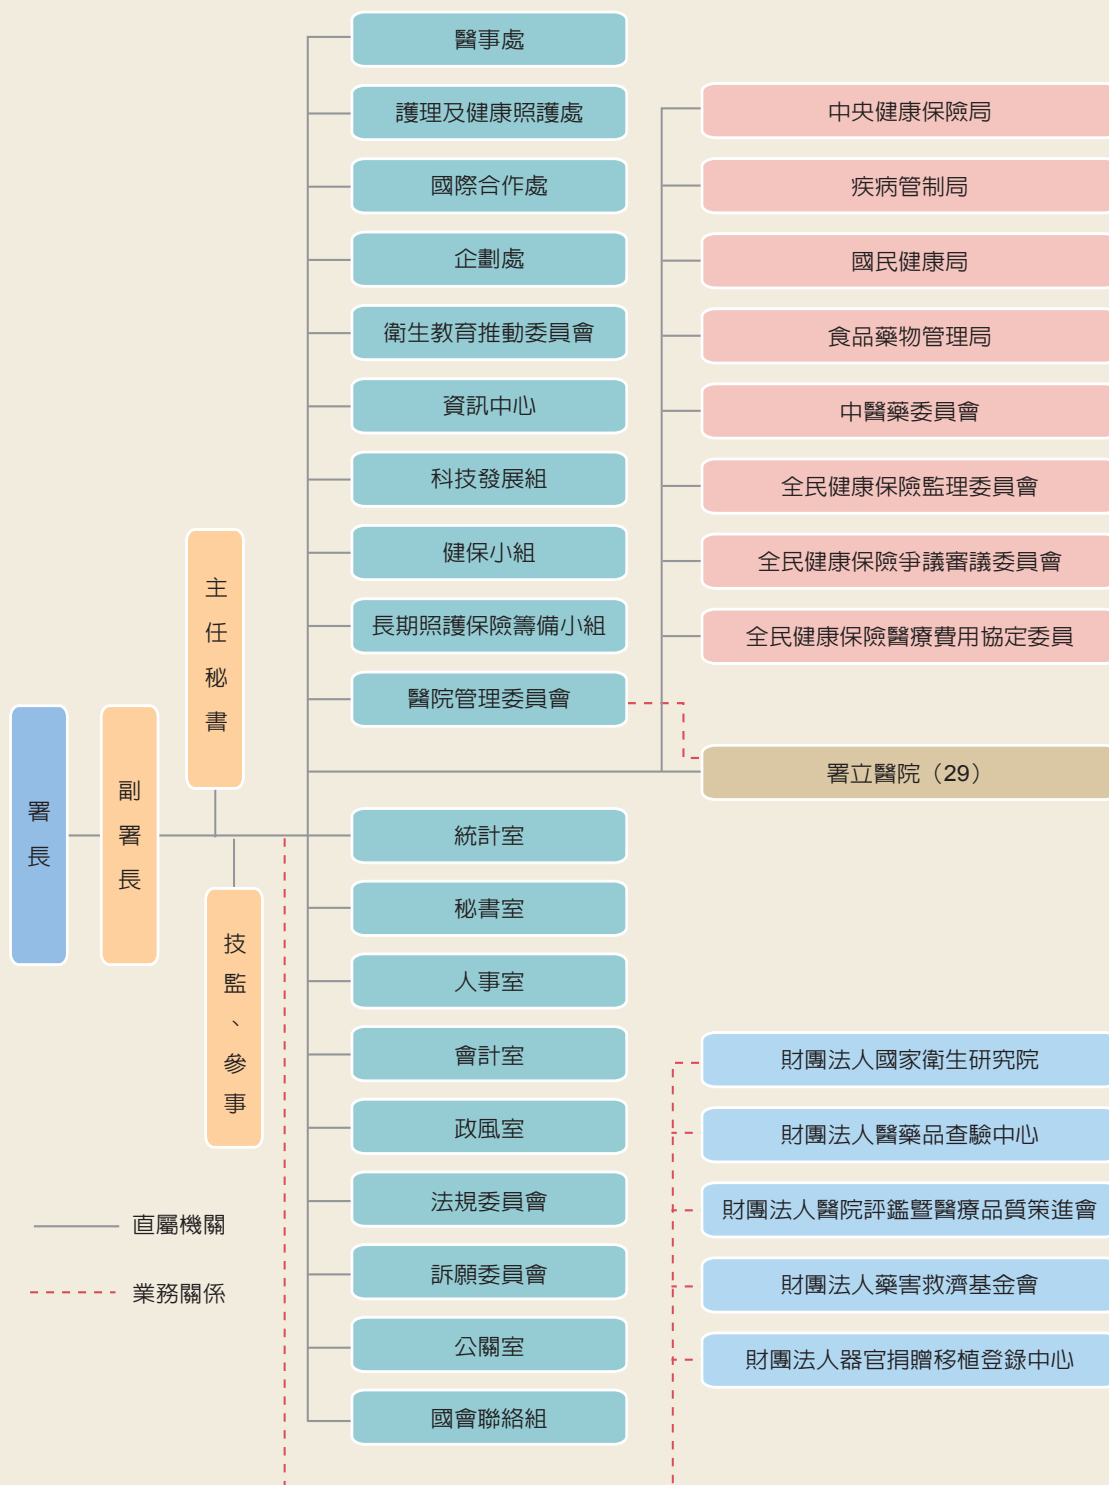 醫事處
護理及健康照護處
國際合作處
企劃處
衛生教育推動委員會
資訊中心
科技發展組
健保小組
長期照護保險籌備小組
醫院管理委員會
中央健康保險局
疾病管制局
國民健康局
食品藥物管理局
中醫藥委員會
全民健康保險監理委員會
全民健康保險爭議審議委員會
全民健康保險醫療費用協定委員
署立醫院（29）
主任秘書
署長
副署長
技監、參事
統計室
秘書室
人事室
會計室
政風室
法規委員會
訴願委員會
公關室
國會聯絡組
財團法人國家衛生研究院
財團法人醫藥品查驗中心
財團法人醫院評鑑暨醫療品質策進會
財團法人藥害救濟基金會
財團法人器官捐贈移植登錄中心
直屬機關
業務關係